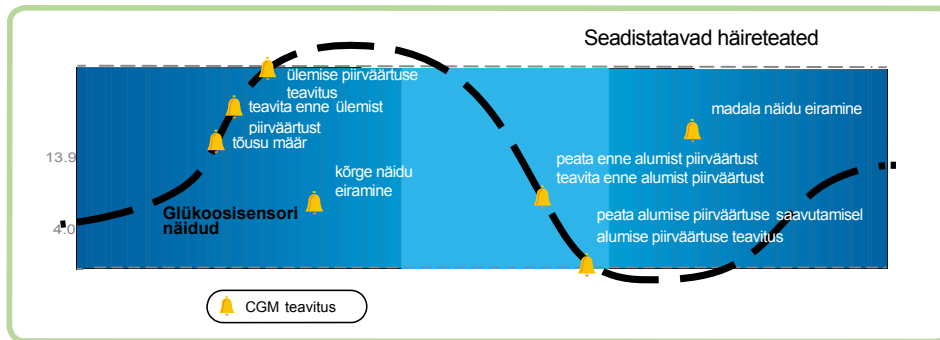 Seadistatavad häireteated
ülemise piirväärtuse
teavitus
teavita enne ülemist
piirväärtust
tõusu määr
madala näidu eiramine
13.9
peata enne alumist piirväärtust
teavita enne alumist piirväärtust
kõrge näidu
eiramine
Glükoosisensori
näidud
4.0
peata alumise piirväärtuse saavutamisel
alumise piirväärtuse teavitus
CGM teavitus